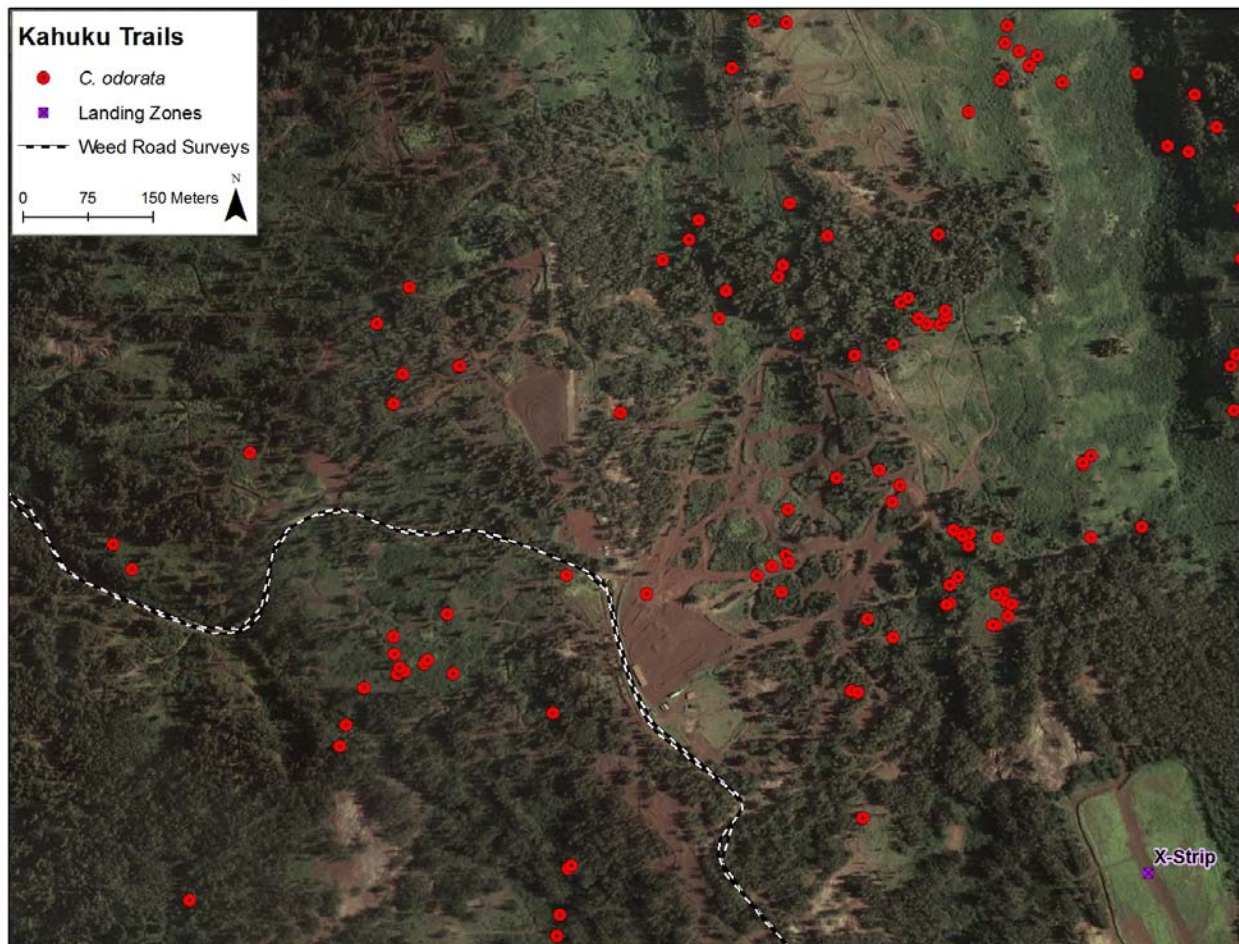 Kahuku Trails
C. odorata
Landing Zones
Weed Road Surveys
N
0 75 150 Meters
X-Strip